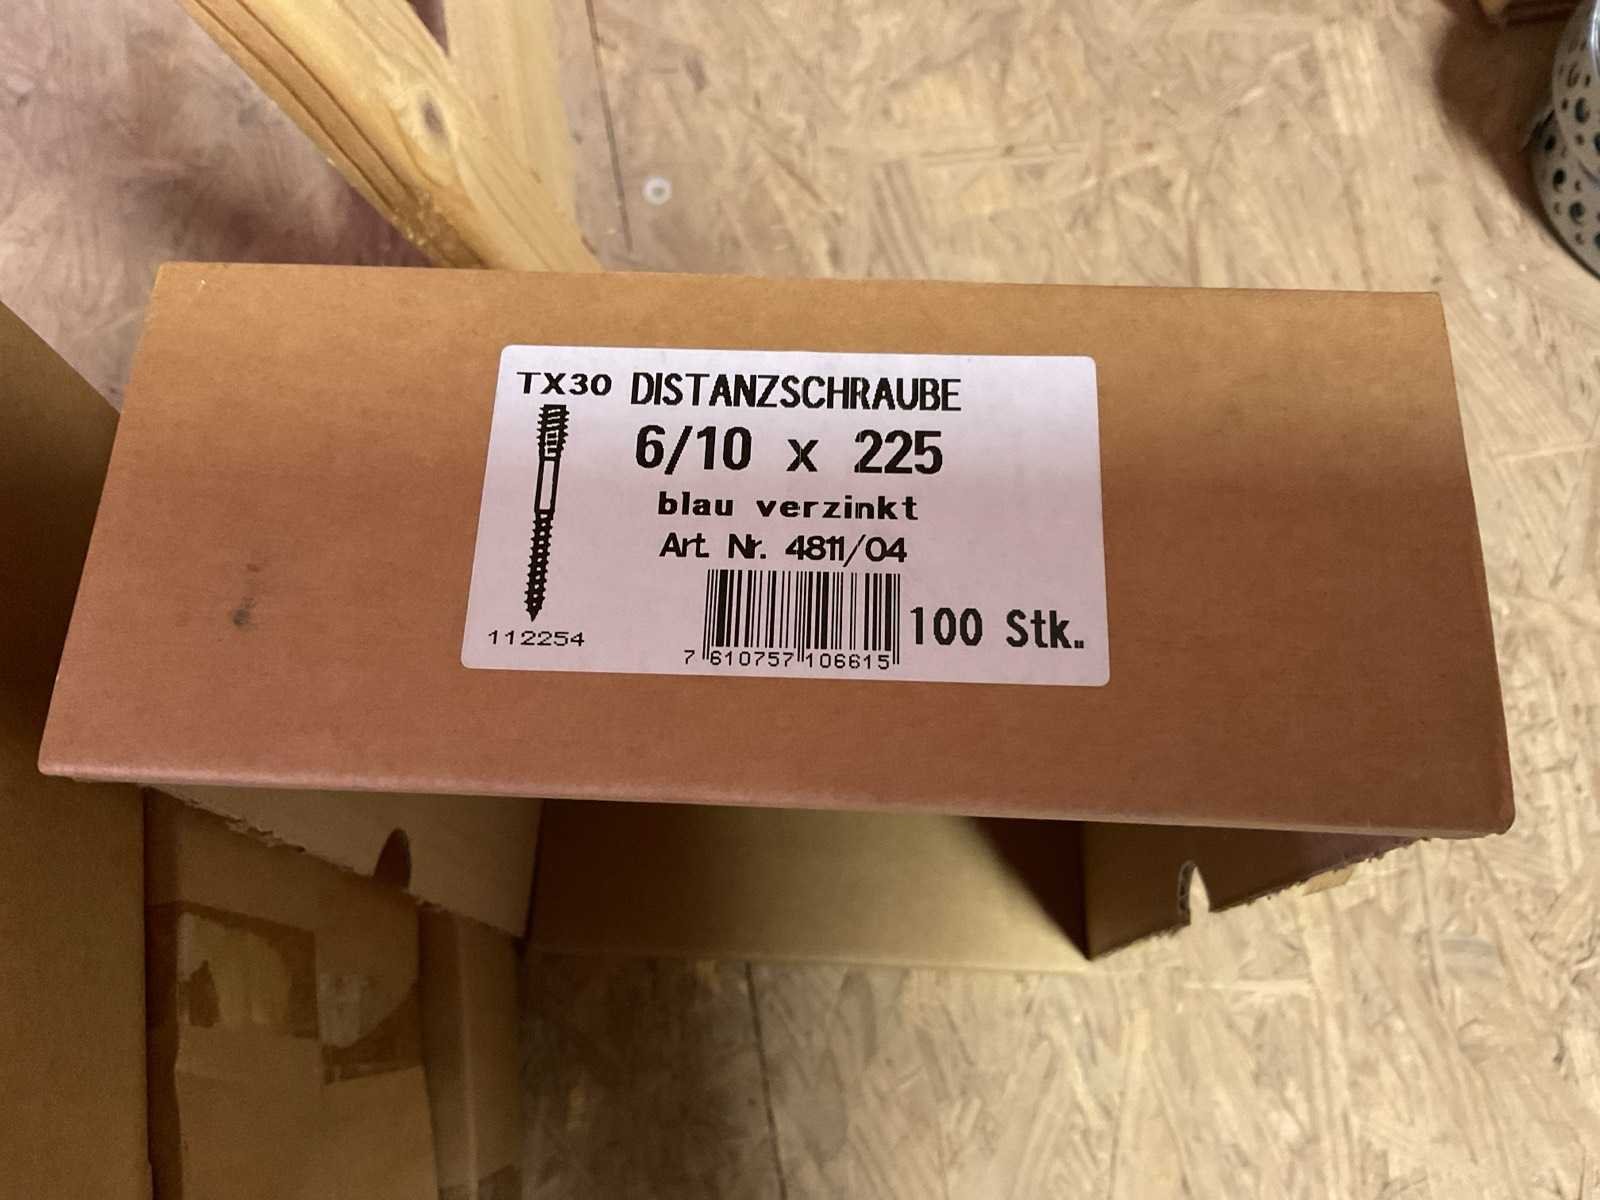 TX30 DISTANZSCHRAUBE
6/10 x 225
blau verzinkt
Art. Nr. 4811/04
100 Stk.
112254
7 610757 106615